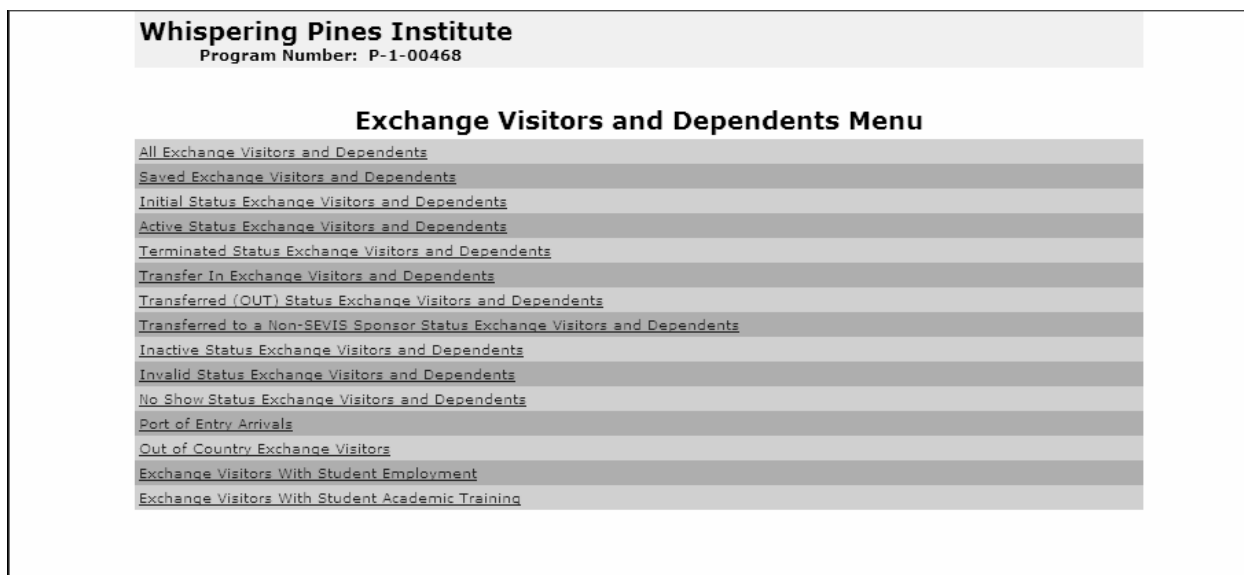 Whispering Pines Institute
Program Number: P-1-00468
Exchange Visitors and Dependents Menu
All Exchange Visitors and Dependents
Saved Exchange Visitors and Dependents
Initial Status Exchange Visitors and Dependents
Active Status Exchange Visitors and Dependents
Terminated Status Exchange Visitors and Dependents
Transfer In Exchange Visitors and Dependents
Transferred (OUT) Status Exchange Visitors and Dependents
Transferred to a Non-SEVIS Sponsor Status Exchange Visitors and Dependents
Inactive Status Exchange Visitors and Dependents
Invalid Status Exchange Visitors and Dependents
No Show Status Exchange Visitors and Dependents
Port of Entry Arrivals
Out of Country Exchange Visitors
Exchange Visitors With Student Employment
Exchange Visitors With Student Academic Training